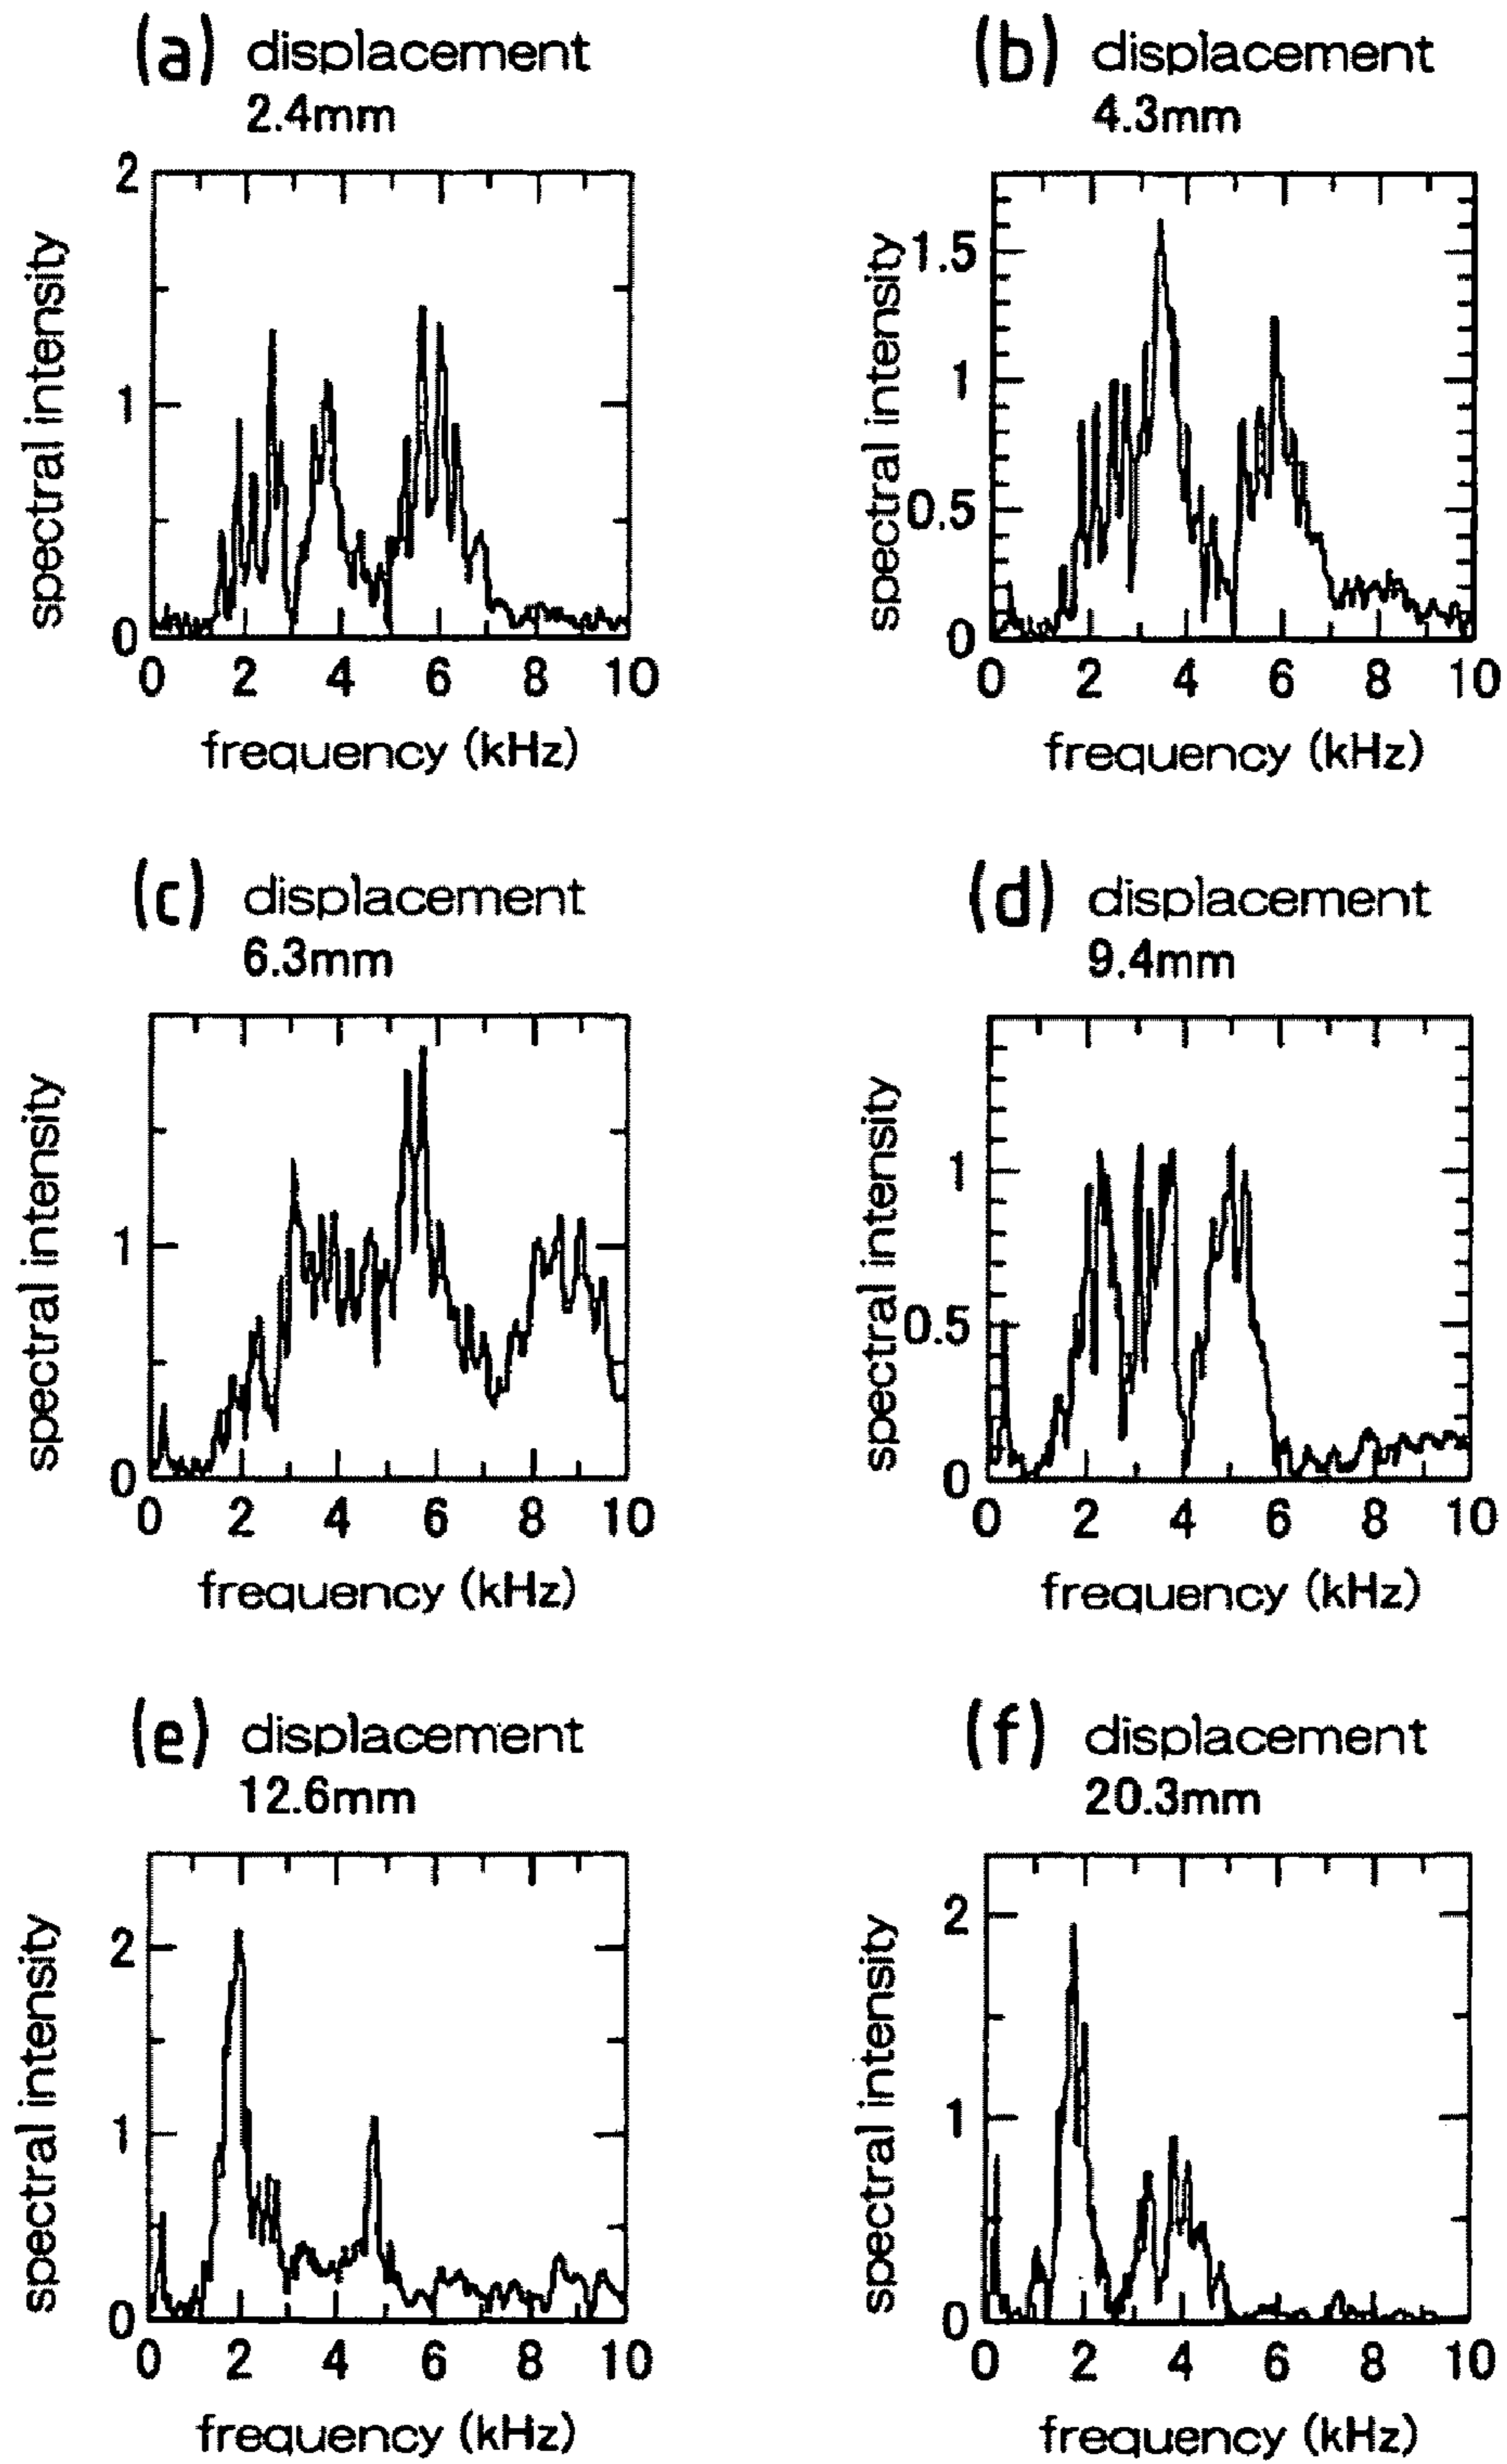 (a) displacement
2.4mm
2
1
0
spectral intensity
0 2 4 6 8 10
frequency (kHz)
(b) displacement
4.3mm
1.5
1
0.5
0
spectral intensity
0 2 4 6 8 10
frequency (kHz)
(c) displacement
6.3mm
1
0
spectral intensity
0 2 4 6 8 10
frequency (kHz)
(d) displacement
9.4mm
1
0.5
0
spectral intensity
0 2 4 6 8 10
frequency (kHz)
(e) displacement
12.6mm
2
1
0
spectral intensity
0 2 4 6 8 10
frequency (kHz)
(f) displacement
20.3mm
2
1
0
spectral intensity
0 2 4 6 8 10
frequency (kHz)